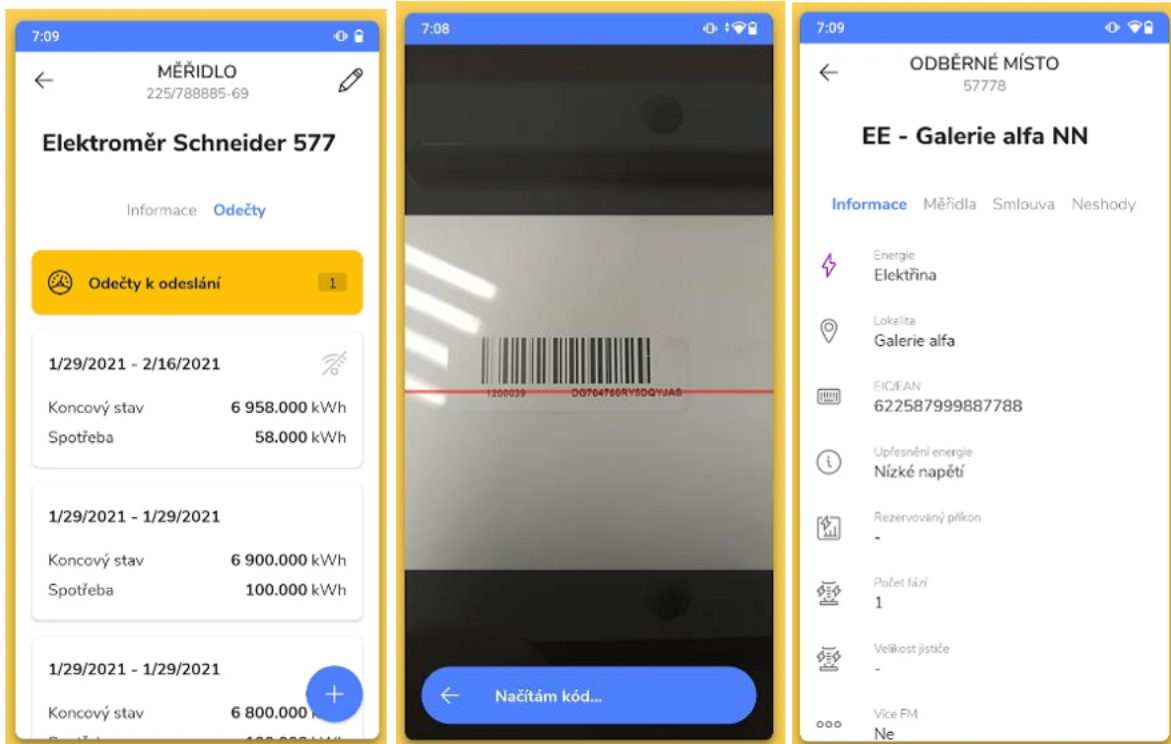 7:09
MĚŘIDLO
225/788885-69
Elektroměr Schneider 577
Informace Odečty
Odečty k odeslání 1
1/29/2021 - 2/16/2021
Koncový stav 6 958.000 kWh
Spotřeba 58.000 kWh
1/29/2021 - 1/29/2021
Koncový stav 6 900.000 kWh
Spotřeba 100.000 kWh
1/29/2021 - 1/29/2021
Koncový stav 6 800.000
7:08
1200039
Načítám kód...
7:09
ODBĚRNÉ MÍSTO
57778
EE - Galerie alfa NN
Informace Měřidla Smlouva Neshody
Energie
Elektřina
Lokalita
Galerie alfa
EIC/EAN
622587999887788
Upřesnění energie
Nízké napětí
Rezervovaný příkon
-
Počet fází
1
Velikost jističe
-
Více FM
Ne